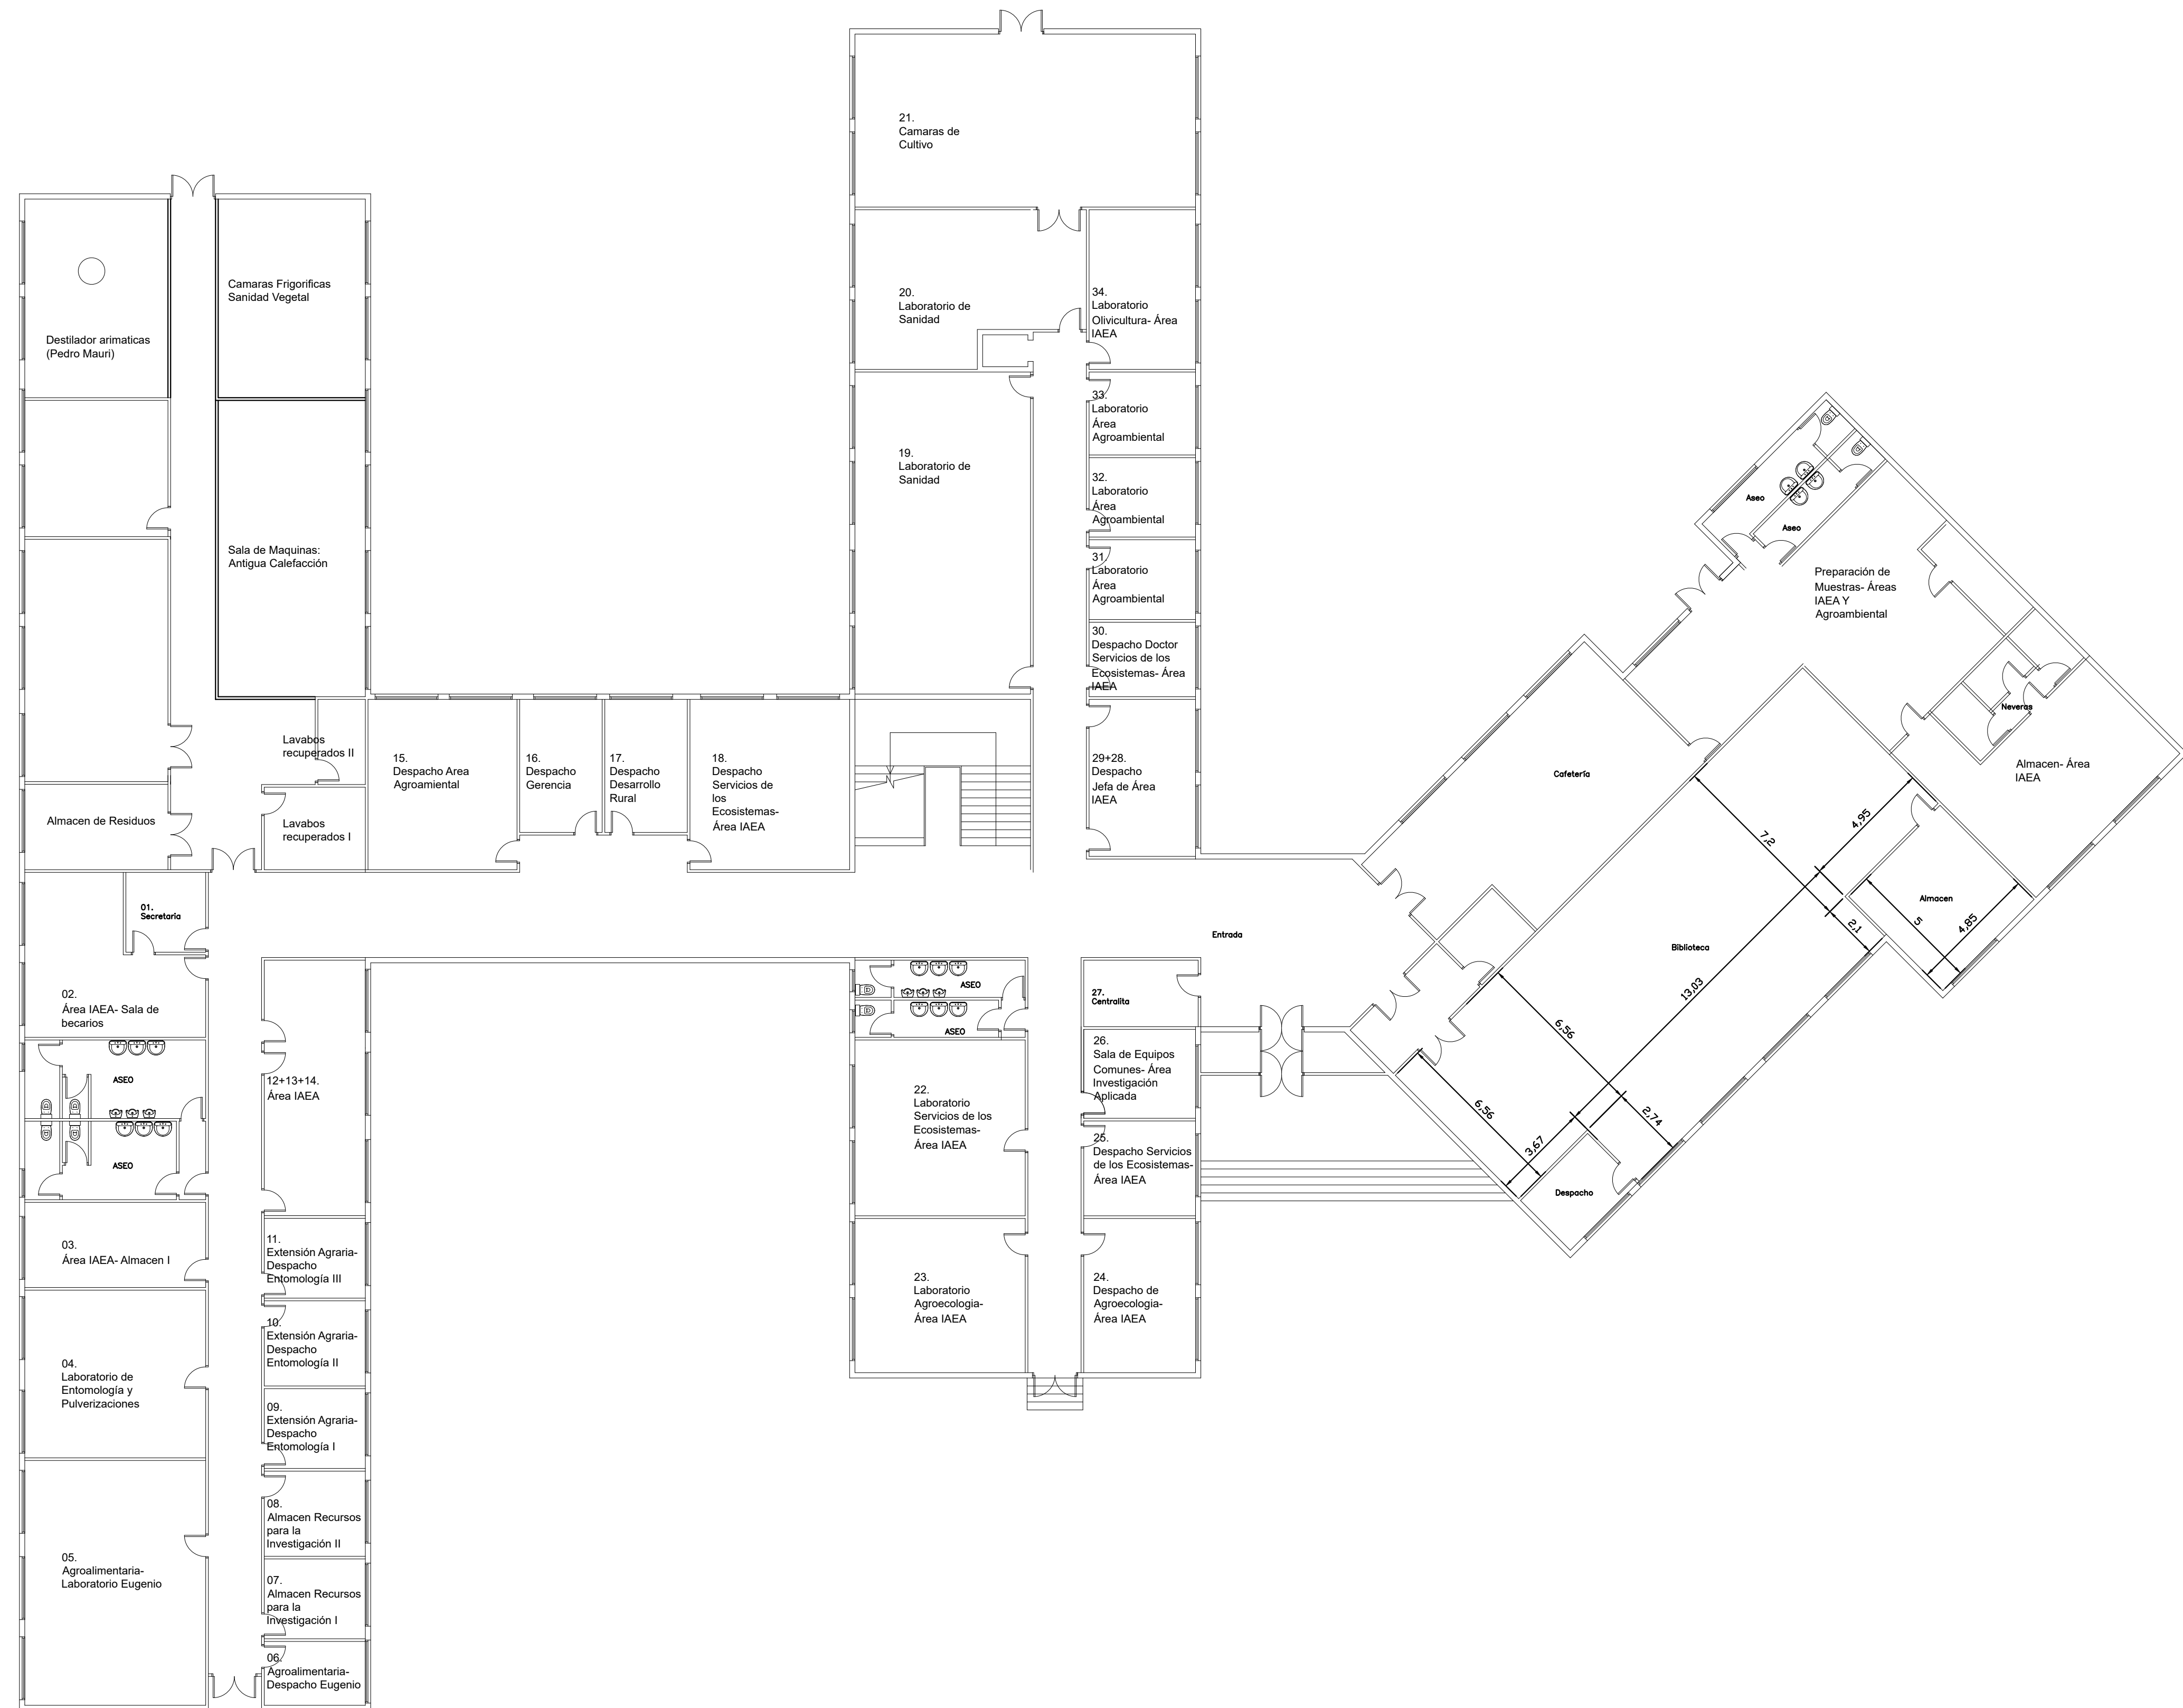 21.
Camaras de
Cultivo
Destilador arimaticas
(Pedro Mauri)
Camaras Frigorificas
Sanidad Vegetal
20.
Laboratorio de
Sanidad
34.
Laboratorio
Olivicultura- Área
IAEA
33.
Laboratorio
Área
Agroambiental
19.
Laboratorio de
Sanidad
32.
Laboratorio
Área
Agroambiental
Sala de Maquinas:
Antigua Calefacción
31.
Laboratorio
Área
Agroambiental
30.
Despacho Doctor
Servicios de los
Ecosistemas- Área
IAEA
Aseo
Aseo
Preparación de
Muestras- Áreas
IAEA Y
Agroambiental
Neveras
Almacen- Área
IAEA
Lavabos
recuperados II
Almacen de Residuos
Lavabos
recuperados I
15.
Despacho Area
Agroamiental
16.
Despacho
Gerencia
17.
Despacho
Desarrollo
Rural
18.
Despacho
Servicios de
los
Ecosistemas-
Área IAEA
29+28.
Despacho
Jefa de Área
IAEA
Cafetería
7,2
4,95
Almacen
5
4,85
2,1
Biblioteca
13,03
6,56
6,56
3,67
2,74
Despacho
Entrada
01.
Secretaría
02.
Área IAEA- Sala de
becarios
ASEO
ASEO
12+13+14.
Área IAEA
ASEO
ASEO
27.
Centralita
26.
Sala de Equipos
Comunes- Área
Investigación
Aplicada
22.
Laboratorio
Servicios de los
Ecosistemas-
Área IAEA
25.
Despacho Servicios
de los Ecosistemas-
Área IAEA
03.
Área IAEA- Almacen I
11.
Extensión Agraria-
Despacho
Entomología III
23.
Laboratorio
Agroecologia-
Área IAEA
24.
Despacho de
Agroecologia-
Área IAEA
10.
Extensión Agraria-
Despacho
Entomología II
04.
Laboratorio de
Entomología y
Pulverizaciones
09.
Extensión Agraria-
Despacho
Entomología I
08.
Almacen Recursos
para la
Investigación II
05.
Agroalimentaria-
Laboratorio Eugenio
07.
Almacen Recursos
para la
Investigación I
06.
Agroalimentaria-
Despacho Eugenio